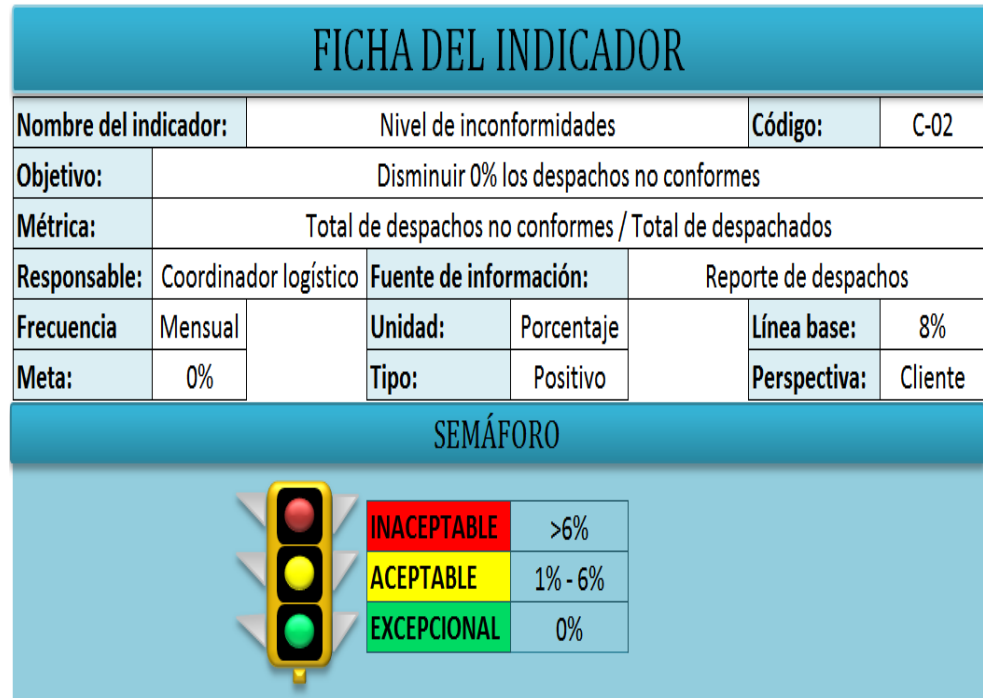 FICHA DEL INDICADOR
Nombre del indicador: Nivel de inconformidades Código: C-02
Objetivo: Disminuir 0% los despachos no conformes
Métrica: Total de despachos no conformes / Total de despachados
Responsable: Coordinador logístico Fuente de información: Reporte de despachos
Frecuencia Mensual Unidad: Porcentaje Línea base: 8%
Meta: 0% Tipo: Positivo Perspectiva: Cliente
SEMÁFORO
INACEPTABLE >6%
ACEPTABLE 1% - 6%
EXCEPCIONAL 0%